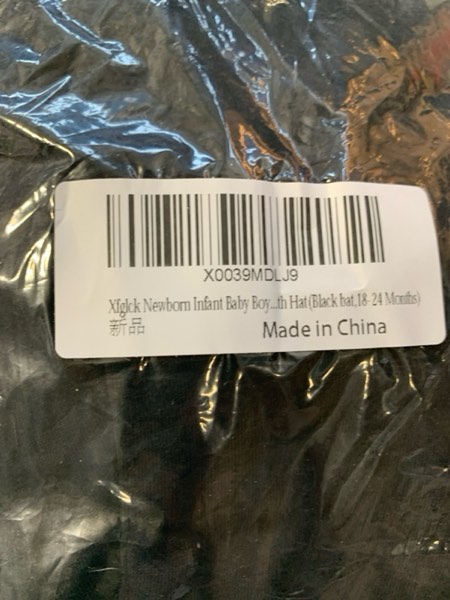 X0039MDLJ9
Xfglck Newborn Infant Baby Boy...th Hat(Black bat,18-24 Months)
新品
Made in China